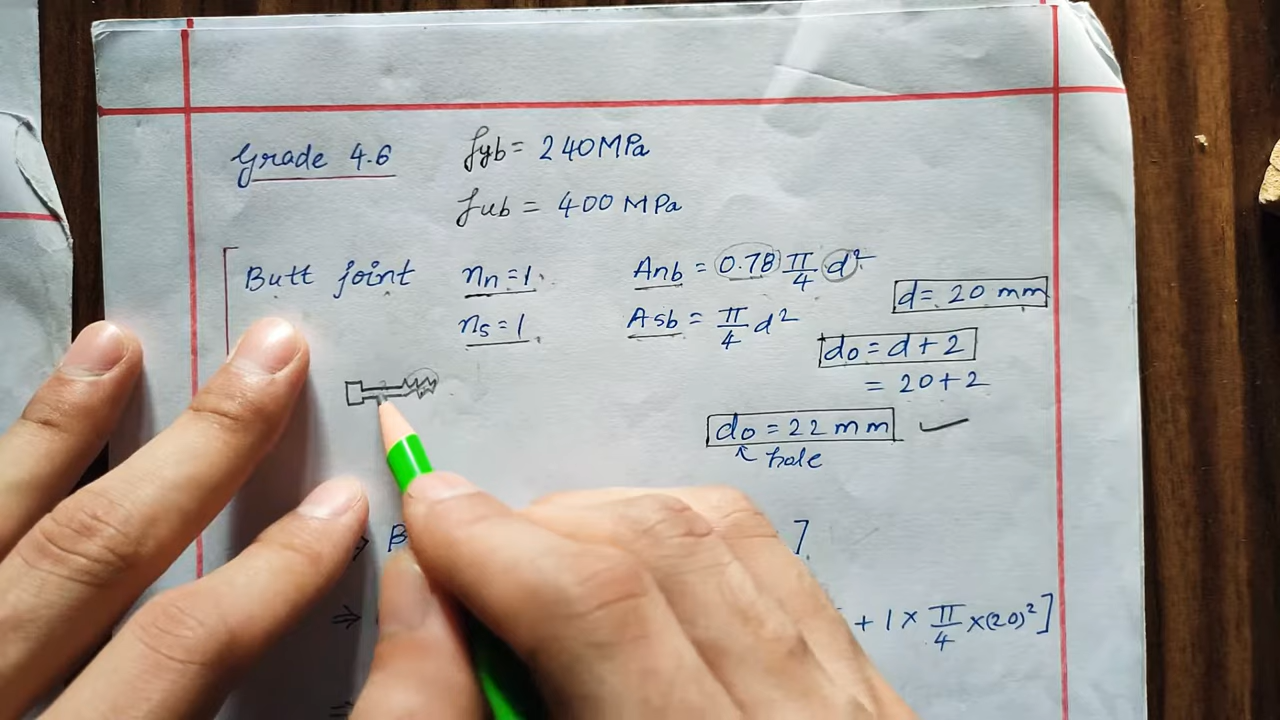 Grade 4.6 fyb = 240 MPa
fub = 400 MPa
Butt joint nn = 1 Anb = 0.78 π/4 d²
ns = 1 Asb = π/4 d²
d = 20 mm
do = d + 2
= 20 + 2
do = 22 mm ✓
↖ hole
B ].
⇒ + 1 × π/4 × (20)² ]
⇒